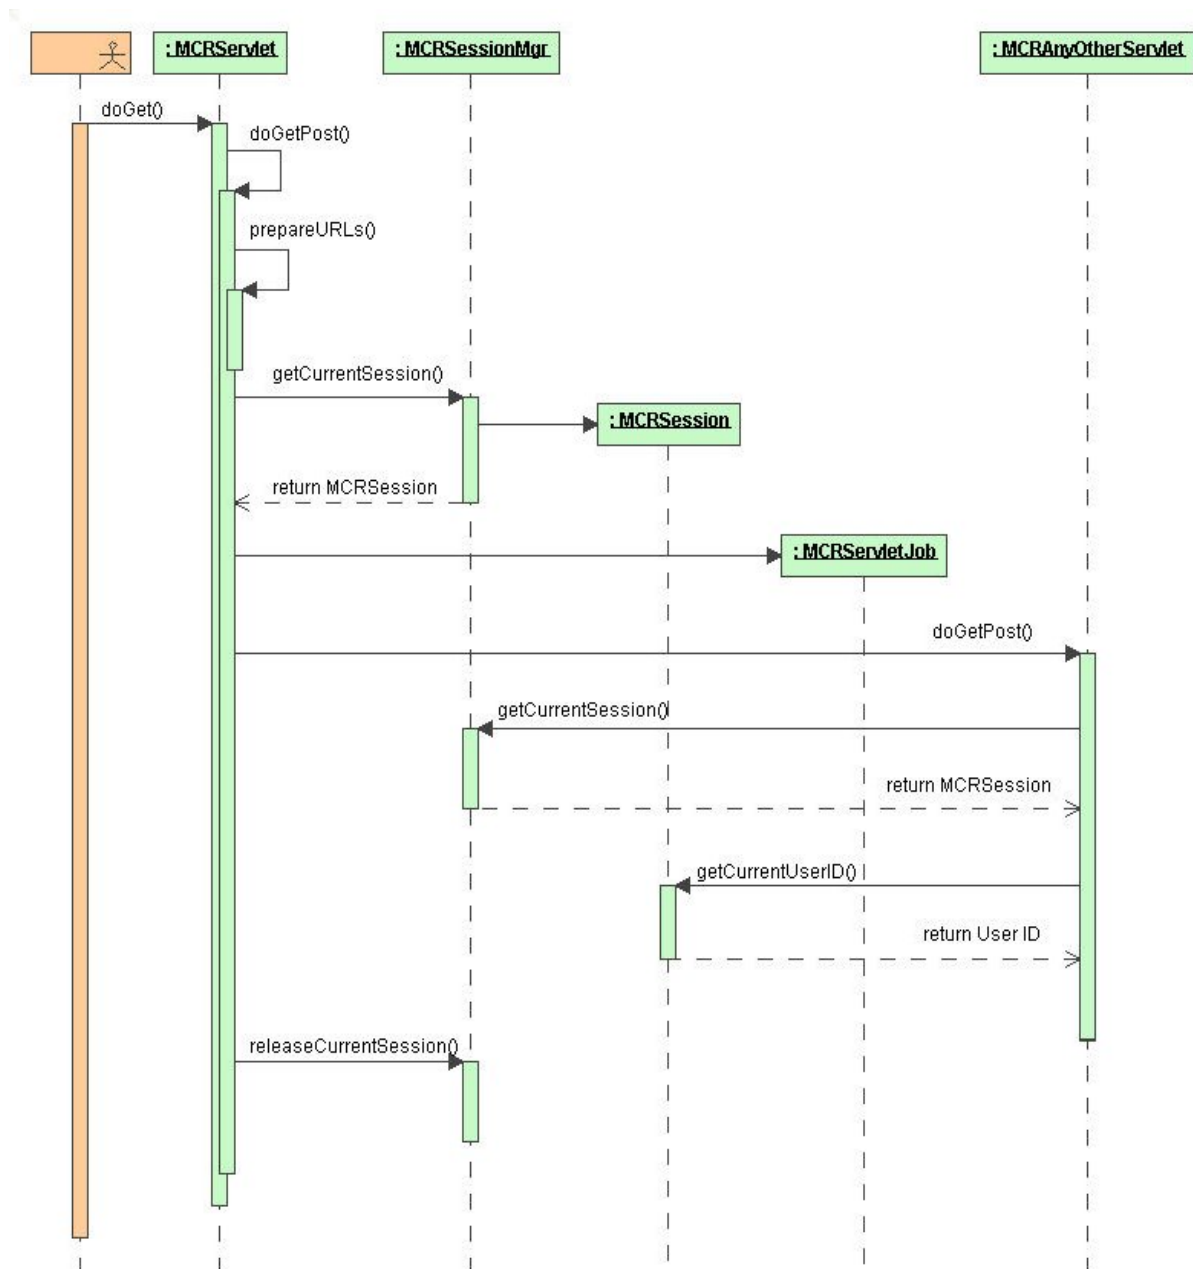 : MCRServlet
: MCRSessionMgr
: MCRAnyOtherServlet
doGet()
doGetPost()
prepareURLs()
getCurrentSession()
: MCRSession
return MCRSession
: MCRServletJob
doGetPost()
getCurrentSession()
return MCRSession
getCurrentUserID()
return User ID
releaseCurrentSession()